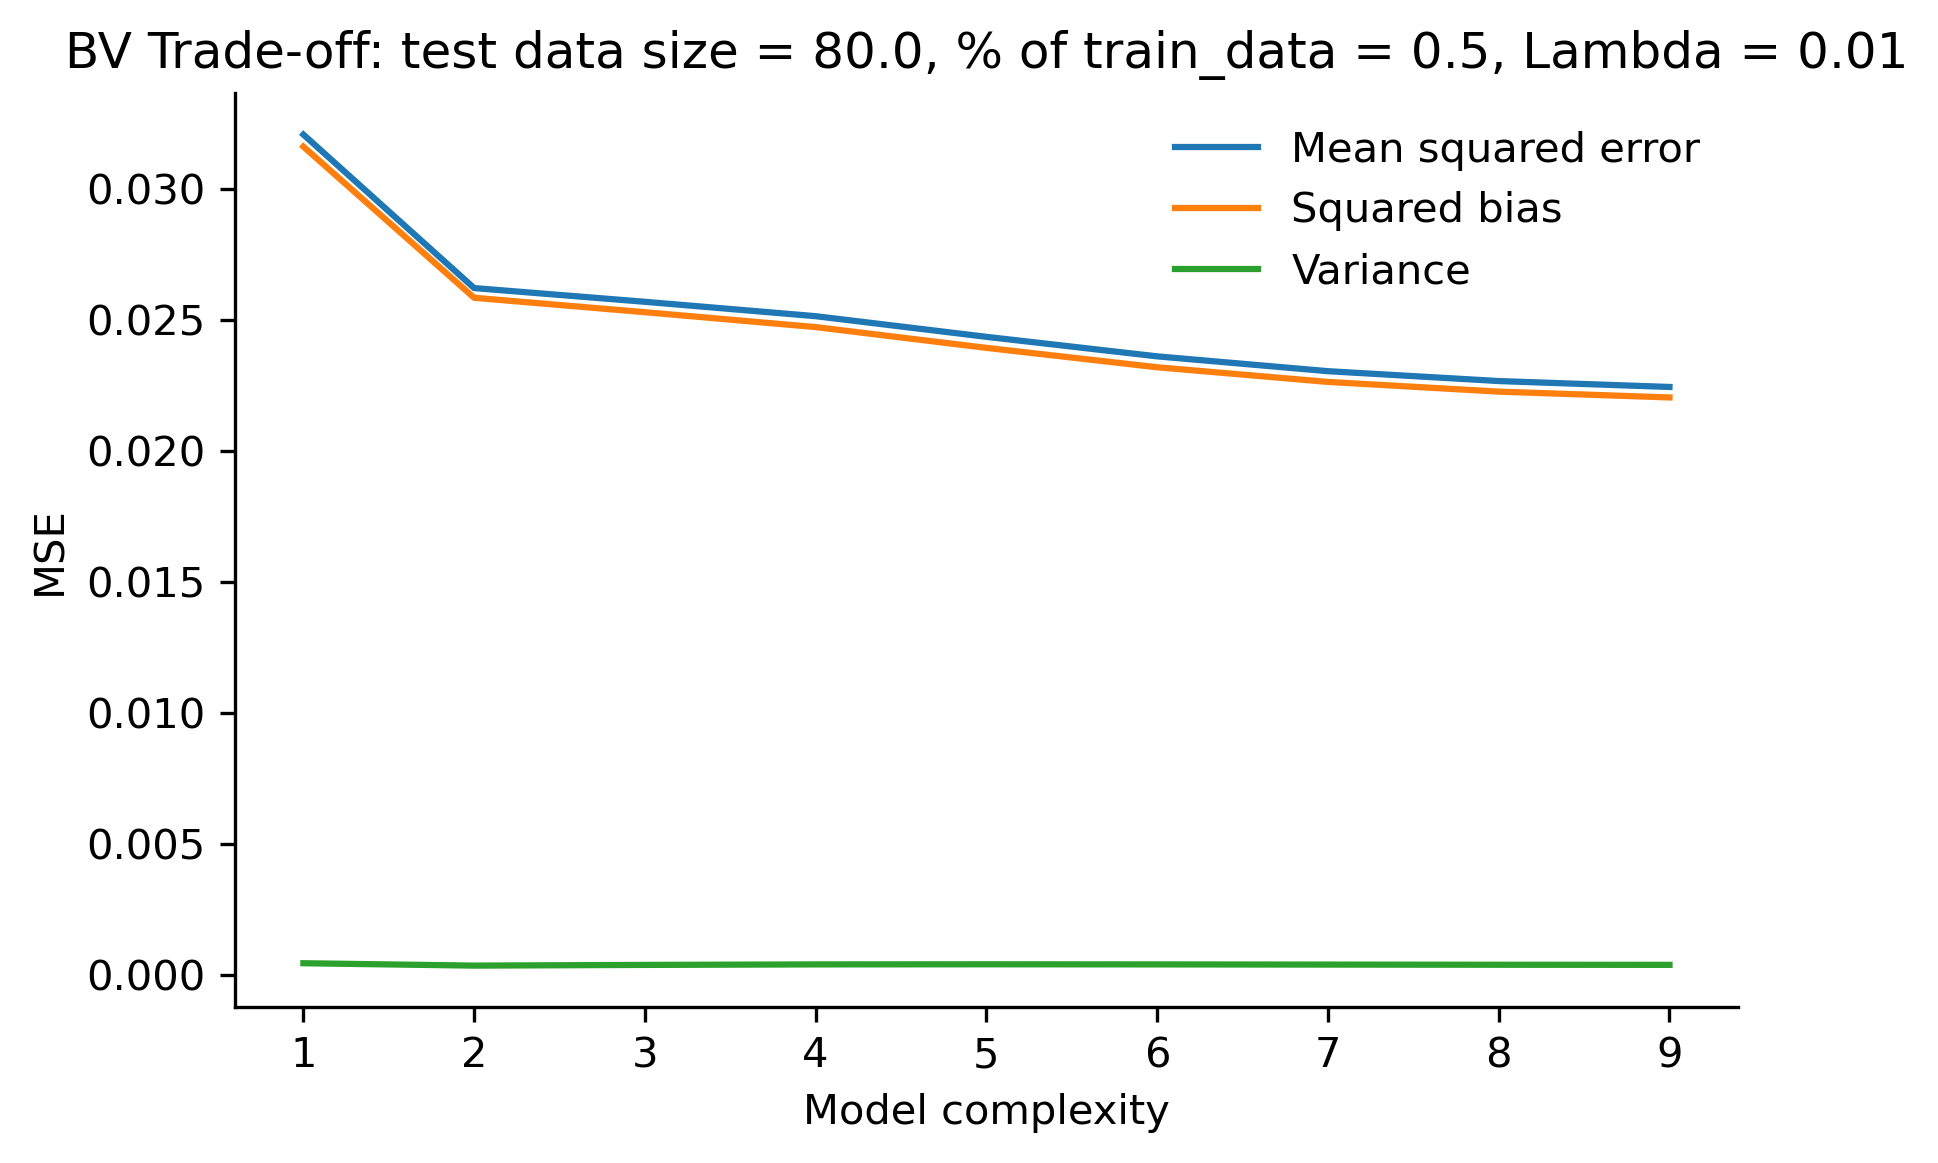 BV Trade-off: test data size = 80.0, % of train_data = 0.5, Lambda = 0.01
Mean squared error
Squared bias
Variance
0.030
0.025
0.020
0.015
0.010
0.005
0.000
MSE
1 2 3 4 5 6 7 8 9
Model complexity